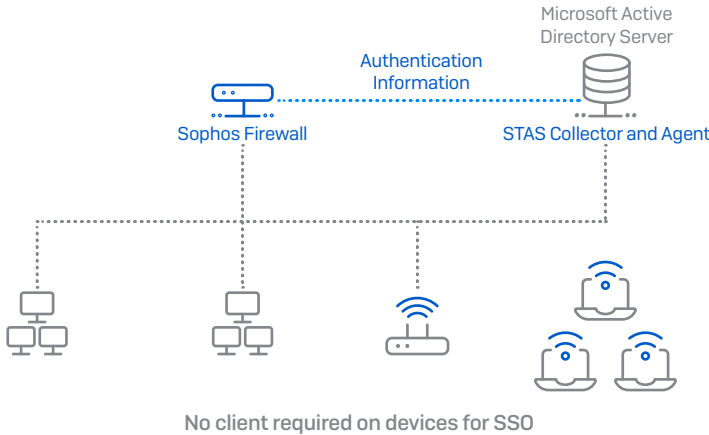 Microsoft Active
Directory Server
Authentication
Information
Sophos Firewall
STAS Collector and Agent
No client required on devices for SSO